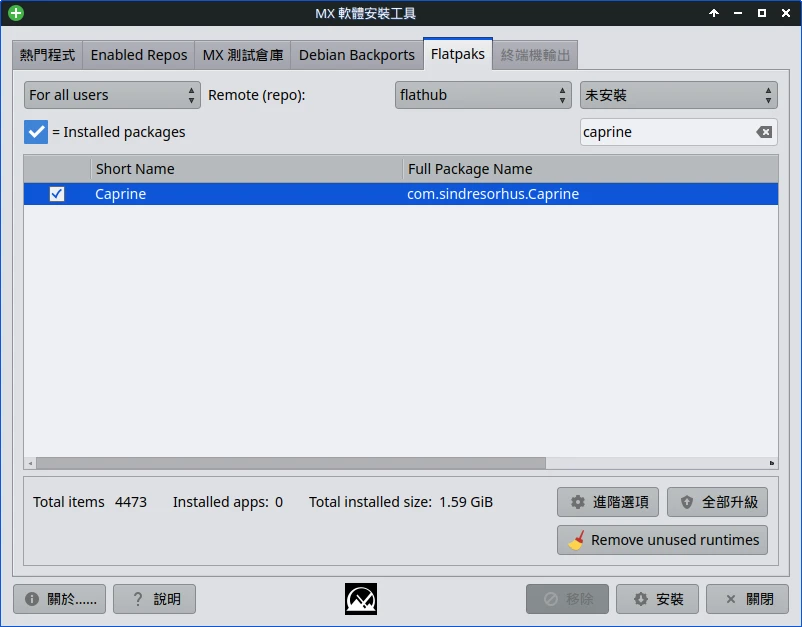 MX 軟體安裝工具
熱門程式 Enabled Repos MX 測試倉庫 Debian Backports Flatpaks 終端機輸出
For all users Remote (repo): flathub 未安裝
= Installed packages caprine
Short Name Full Package Name
Caprine com.sindresorhus.Caprine
Total items 4473 Installed apps: 0 Total installed size: 1.59 GiB 進階選項 全部升級
Remove unused runtimes
關於...... ? 說明 移除 安裝 關閉